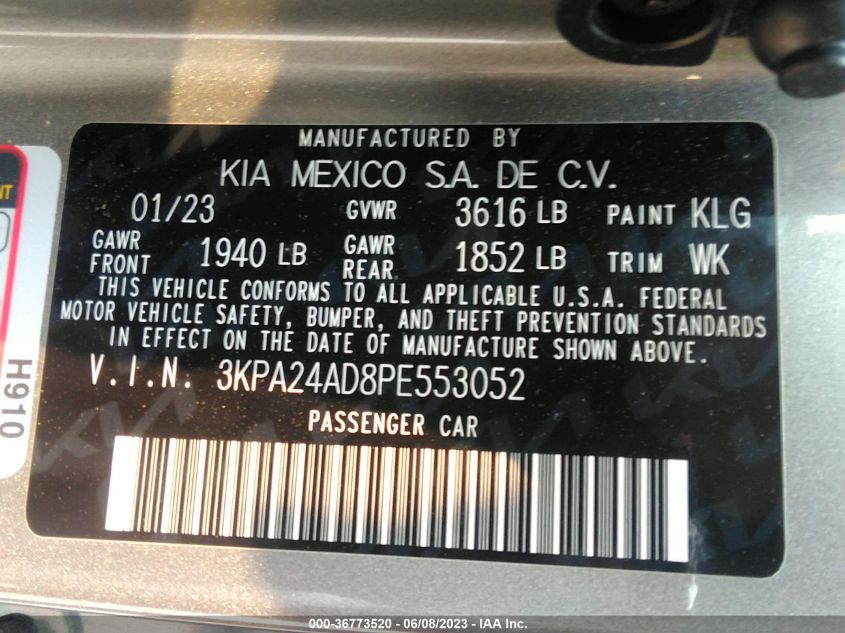 MANUFACTURED BY
KIA MEXICO S.A. DE C.V.
01/23 GVWR 3616 LB PAINT KLG
GAWR FRONT 1940 LB GAWR REAR 1852 LB TRIM WK
THIS VEHICLE CONFORMS TO ALL APPLICABLE U.S.A. FEDERAL
MOTOR VEHICLE SAFETY, BUMPER, AND THEFT PREVENTION STANDARDS
IN EFFECT ON THE DATE OF MANUFACTURE SHOWN ABOVE.
V.I.N. 3KPA24AD8PE553052
PASSENGER CAR
H910
000-36773520 - 06/08/2023 - IAA Inc.